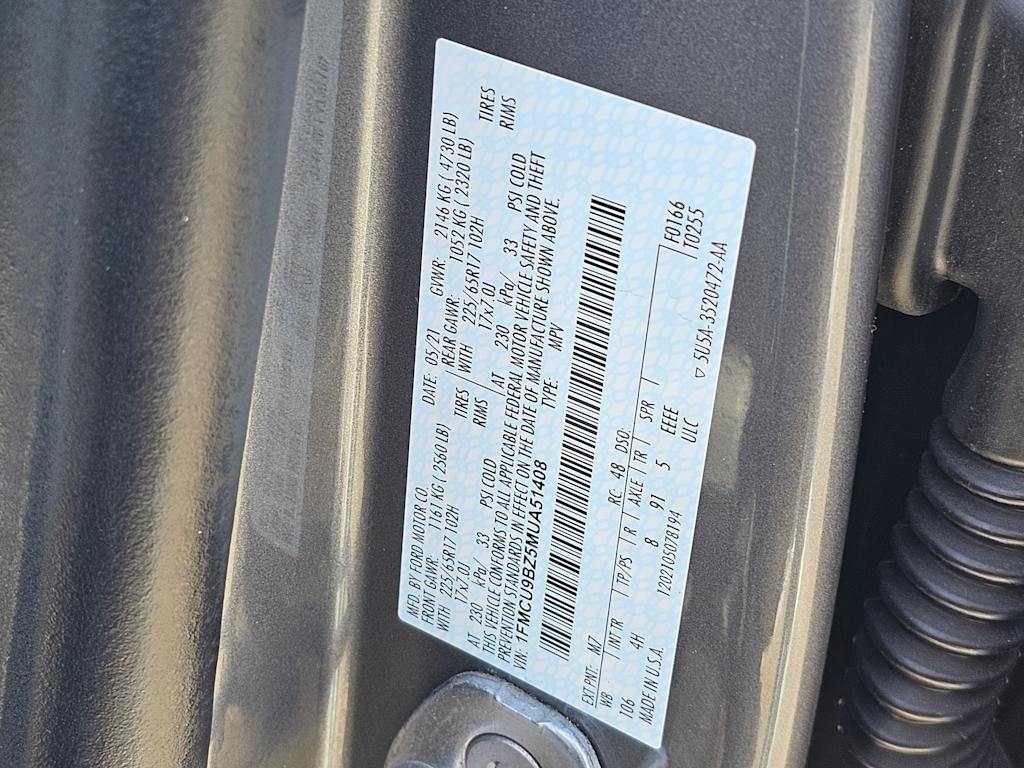 MFD. BY FORD MOTOR CO. DATE: 05/21 GVWR: 2146 KG ( 4730 LB)
FRONT GAWR: 1161 KG ( 2560 LB) REAR GAWR: 1052 KG ( 2320 LB)
WITH 225/65R17 102H TIRES WITH 225/65R17 102H TIRES
17x7.0J RIMS 17x7.0J RIMS
AT 230 kPa/ 33 PSI COLD AT 230 kPa/ 33 PSI COLD
THIS VEHICLE CONFORMS TO ALL APPLICABLE FEDERAL MOTOR VEHICLE SAFETY AND THEFT
PREVENTION STANDARDS IN EFFECT ON THE DATE OF MANUFACTURE SHOWN ABOVE.
VIN: 1FMCU9BZ5MUA51408 TYPE: MPV
EXT PNT: M7 RC: 48 DSO:
WB INT TR TP/PS R AXLE TR SPR F0166
106 4H 8 91 5 EEE T0255
MADE IN U.S.A. 1202105078194 ULC ▽ 5U5A-3520472-AA